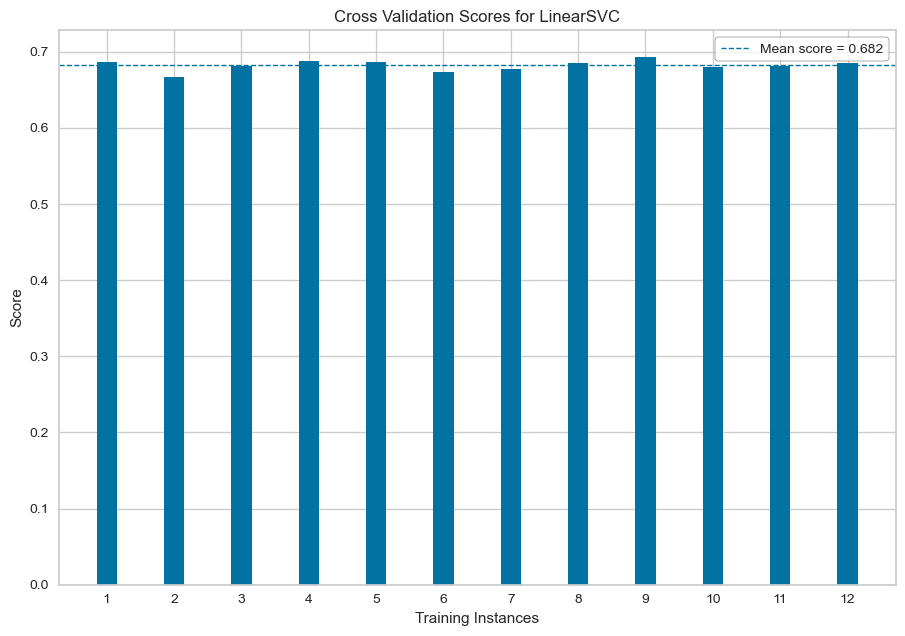 Cross Validation Scores for LinearSVC
Mean score = 0.682
0.7
0.6
0.5
0.4
0.3
0.2
0.1
0.0
Score
1 2 3 4 5 6 7 8 9 10 11 12
Training Instances